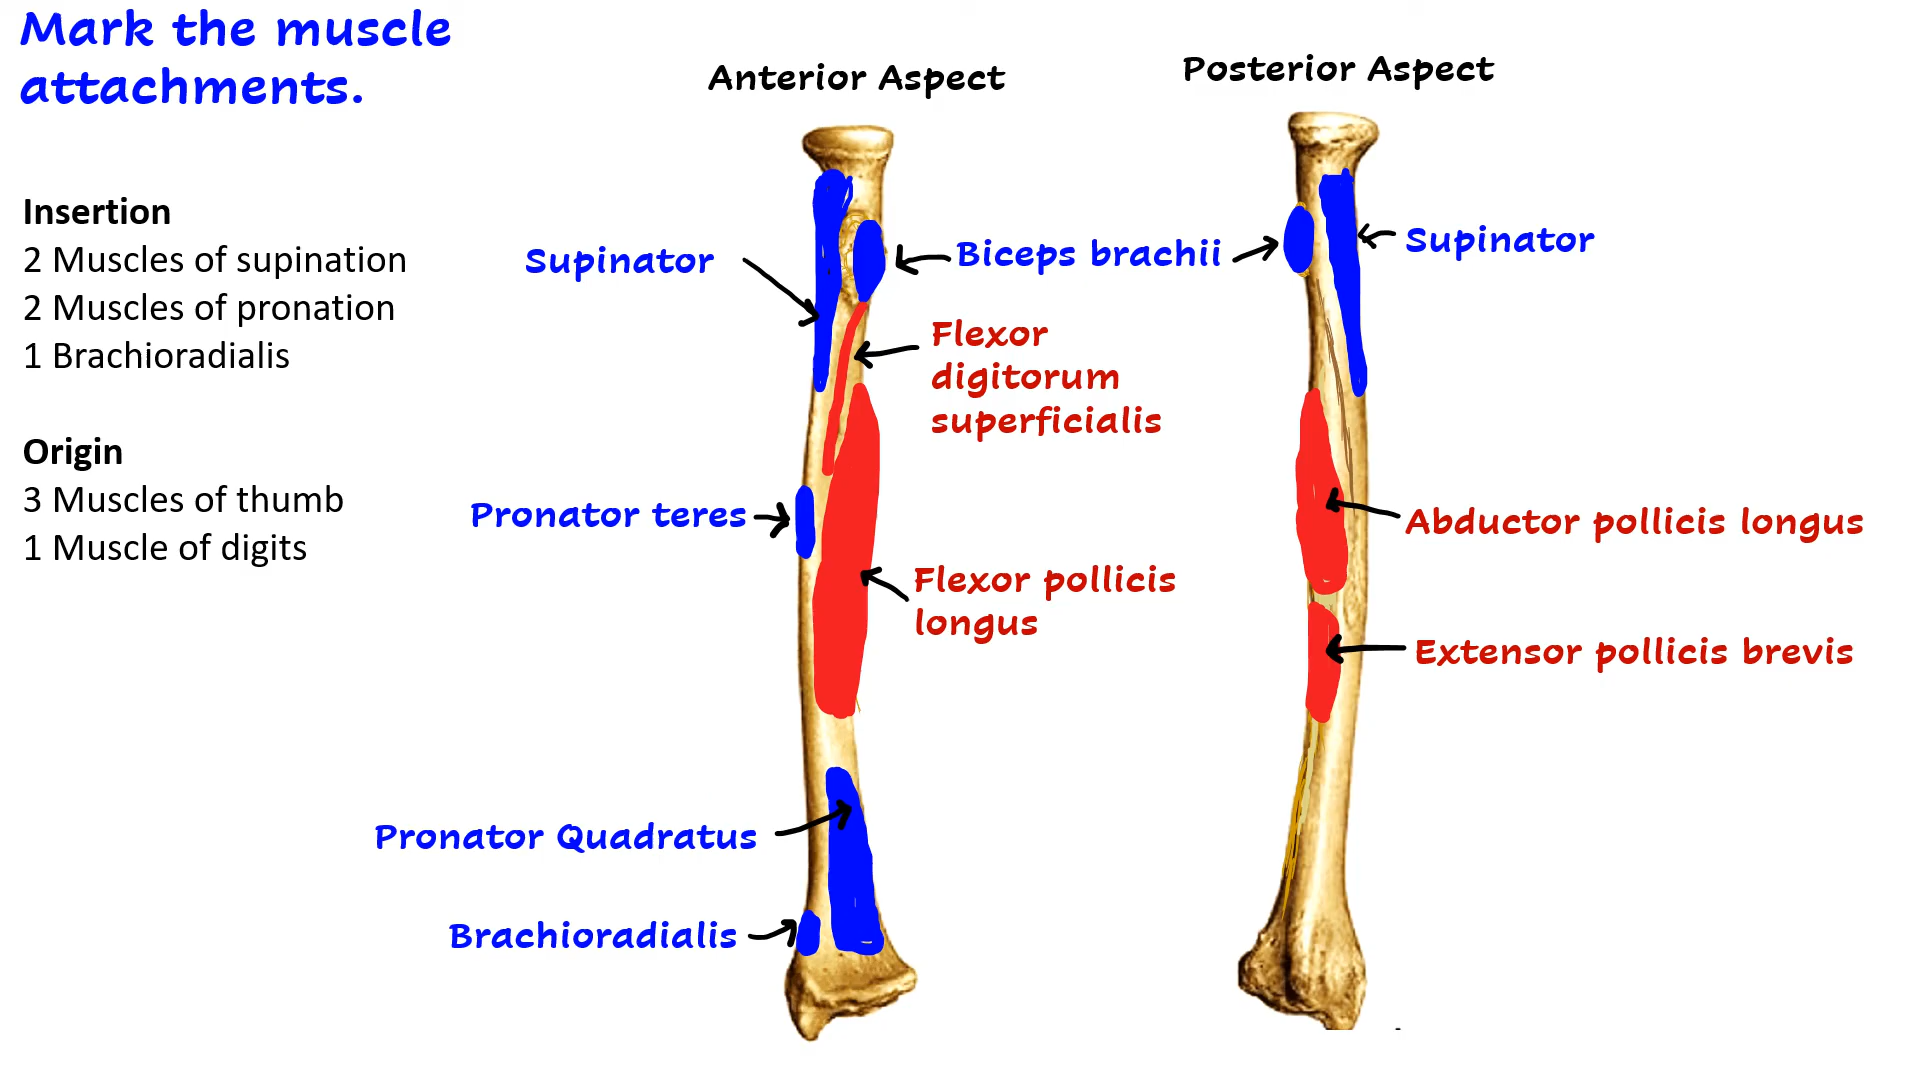 Mark the muscle
attachments.
Insertion
2 Muscles of supination
2 Muscles of pronation
1 Brachioradialis
Origin
3 Muscles of thumb
1 Muscle of digits
Anterior Aspect
Supinator
Biceps brachii
Flexor
digitorum
superficialis
Pronator teres
Flexor pollicis
longus
Pronator Quadratus
Brachioradialis
Posterior Aspect
Supinator
Abductor pollicis longus
Extensor pollicis brevis